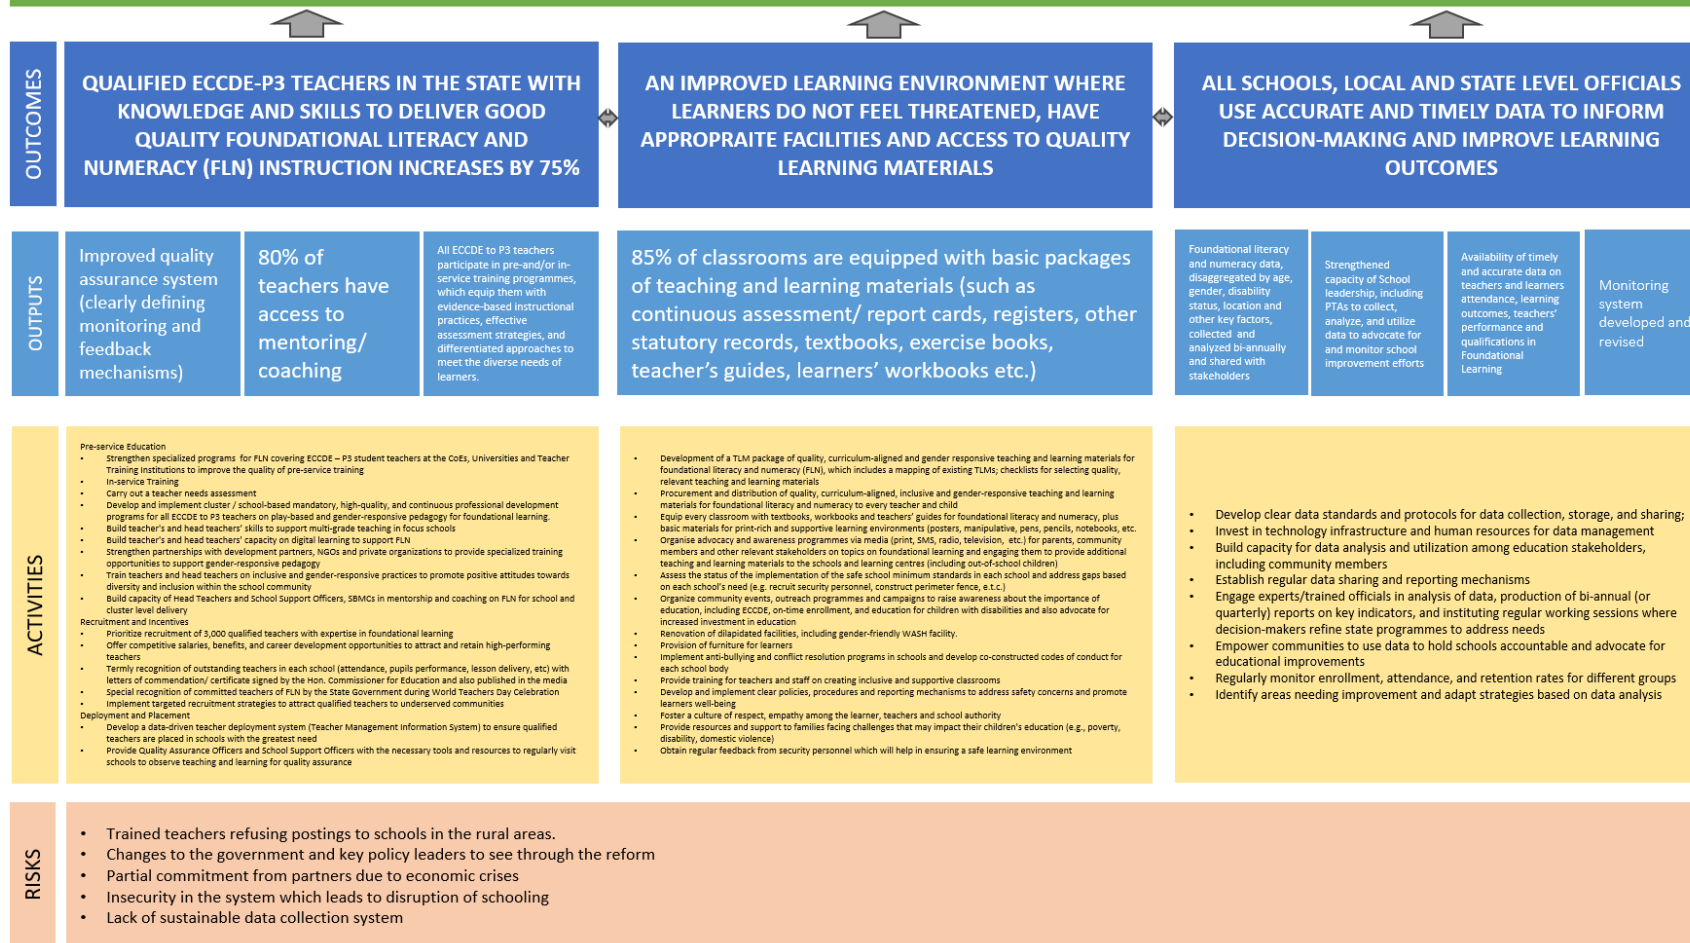 OUTCOMES
QUALIFIED ECCDE-P3 TEACHERS IN THE STATE WITH
KNOWLEDGE AND SKILLS TO DELIVER GOOD
QUALITY FOUNDATIONAL LITERACY AND
NUMERACY (FLN) INSTRUCTION INCREASES BY 75%
AN IMPROVED LEARNING ENVIRONMENT WHERE
LEARNERS DO NOT FEEL THREATENED, HAVE
APPROPRAITE FACILITIES AND ACCESS TO QUALITY
LEARNING MATERIALS
ALL SCHOOLS, LOCAL AND STATE LEVEL OFFICIALS
USE ACCURATE AND TIMELY DATA TO INFORM
DECISION-MAKING AND IMPROVE LEARNING
OUTCOMES
OUTPUTS
Improved quality
assurance system
(clearly defining
monitoring and
feedback
mechanisms)
80% of
teachers have
access to
mentoring/
coaching
All ECCDE to P3 teachers
participate in pre-and/or in-
service training programmes,
which equip them with
evidence-based instructional
practices, effective
assessment strategies, and
differentiated approaches to
meet the diverse needs of
learners.
85% of classrooms are equipped with basic packages
of teaching and learning materials (such as
continuous assessment/ report cards, registers, other
statutory records, textbooks, exercise books,
teacher's guides, learners' workbooks etc.)
Foundational literacy
and numeracy data,
disaggregated by age,
gender, disability
status, location and
other key factors,
collected and
analyzed bi-annually
and shared with
stakeholders
Strengthened
capacity of School
leadership, including
PTAs to collect,
analyze, and utilize
data to advocate for
and monitor school
improvement efforts
Availability of timely
and accurate data on
teachers and learners
attendance, learning
outcomes, teachers'
performance and
qualifications in
Foundational
Learning
Monitoring
system
developed and
revised
ACTIVITIES
Pre-service Education
• Strengthen specialized programs for FLN covering ECCDE – P3 student teachers at the CoEs, Universities and Teacher
Training Institutions to improve the quality of pre-service training
• In-service Training
• Carry out a teacher needs assessment
• Develop and implement cluster / school-based mandatory, high-quality, and continuous professional development
programs for all ECCDE to P3 teachers on play-based and gender-responsive pedagogy for foundational learning.
• Build teacher's and head teachers' skills to support multi-grade teaching in focus schools
• Build teacher's and head teachers' capacity on digital learning to support FLN
• Strengthen partnerships with development partners, NGOs and private organizations to provide specialized training
opportunities to support gender-responsive pedagogy
• Train teachers and head teachers on inclusive and gender-responsive practices to promote positive attitudes towards
diversity and inclusion within the school community
• Build capacity of Head Teachers and School Support Officers, SBMCs in mentorship and coaching on FLN for school and
cluster level delivery
Recruitment and Incentives
• Prioritize recruitment of 3,000 qualified teachers with expertise in foundational learning
• Offer competitive salaries, benefits, and career development opportunities to attract and retain high-performing
teachers
• Termly recognition of outstanding teachers in each school (attendance, pupils performance, lesson delivery, etc) with
letters of commendation/ certificate signed by the Hon. Commissioner for Education and also published in the media
• Special recognition of committed teachers of FLN by the State Government during World Teachers Day Celebration
• Implement targeted recruitment strategies to attract qualified teachers to underserved communities
Deployment and Placement
• Develop a data-driven teacher deployment system (Teacher Management Information System) to ensure qualified
teachers are placed in schools with the greatest need
• Provide Quality Assurance Officers and School Support Officers with the necessary tools and resources to regularly visit
schools to observe teaching and learning for quality assurance
• Development of a TLM package of quality, curriculum-aligned and gender responsive teaching and learning materials for
foundational literacy and numeracy (FLN), which includes a mapping of existing TLMs; checklists for selecting quality,
relevant teaching and learning materials
• Procurement and distribution of quality, curriculum-aligned, inclusive and gender-responsive teaching and learning
materials for foundational literacy and numeracy to every teacher and child
• Equip every classroom with textbooks, workbooks and teachers' guides for foundational literacy and numeracy, plus
basic materials for print-rich and supportive learning environments (posters, manipulative, pens, pencils, notebooks, etc.
• Organise advocacy and awareness programmes via media (print, SMS, radio, television, etc.) for parents, community
members and other relevant stakeholders on topics on foundational learning and engaging them to provide additional
teaching and learning materials to the schools and learning centres (including out-of-school children)
• Assess the status of the implementation of the safe school minimum standards in each school and address gaps based
on each school's need (e.g. recruit security personnel, construct perimeter fence, e.t.c.)
• Organize community events, outreach programmes and campaigns to raise awareness about the importance of
education, including ECCDE, on-time enrollment, and education for children with disabilities and also advocate for
increased investment in education
• Renovation of dilapidated facilities, including gender-friendly WASH facility.
• Provision of furniture for learners
• Implement anti-bullying and conflict resolution programs in schools and develop co-constructed codes of conduct for
each school body
• Provide training for teachers and staff on creating inclusive and supportive classrooms
• Develop and implement clear policies, procedures and reporting mechanisms to address safety concerns and promote
learners well-being
• Foster a culture of respect, empathy among the learner, teachers and school authority
• Provide resources and support to families facing challenges that may impact their children's education (e.g., poverty,
disability, domestic violence)
• Obtain regular feedback from security personnel which will help in ensuring a safe learning environment
• Develop clear data standards and protocols for data collection, storage, and sharing;
• Invest in technology infrastructure and human resources for data management
• Build capacity for data analysis and utilization among education stakeholders,
including community members
• Establish regular data sharing and reporting mechanisms
• Engage experts/trained officials in analysis of data, production of bi-annual (or
quarterly) reports on key indicators, and instituting regular working sessions where
decision-makers refine state programmes to address needs
• Empower communities to use data to hold schools accountable and advocate for
educational improvements
• Regularly monitor enrollment, attendance, and retention rates for different groups
• Identify areas needing improvement and adapt strategies based on data analysis
RISKS
• Trained teachers refusing postings to schools in the rural areas.
• Changes to the government and key policy leaders to see through the reform
• Partial commitment from partners due to economic crises
• Insecurity in the system which leads to disruption of schooling
• Lack of sustainable data collection system